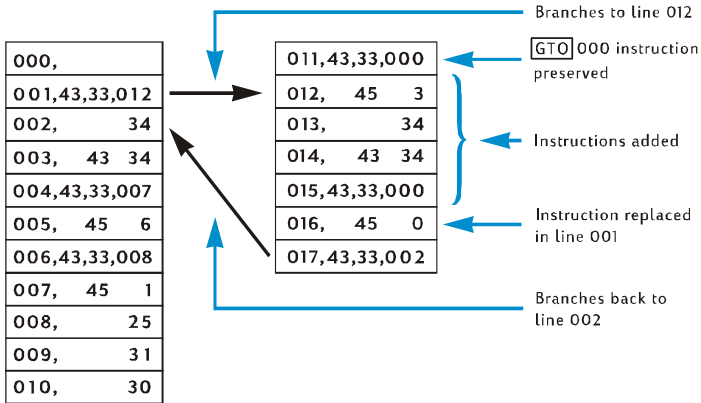 000,
001,43,33,012
002, 34
003, 43 34
004,43,33,007
005, 45 6
006,43,33,008
007, 45 1
008, 25
009, 31
010, 30
011,43,33,000
012, 45 3
013, 34
014, 43 34
015,43,33,000
016, 45 0
017,43,33,002
Branches to line 012
GTO 000 instruction
preserved
Instructions added
Instruction replaced
in line 001
Branches back to
line 002